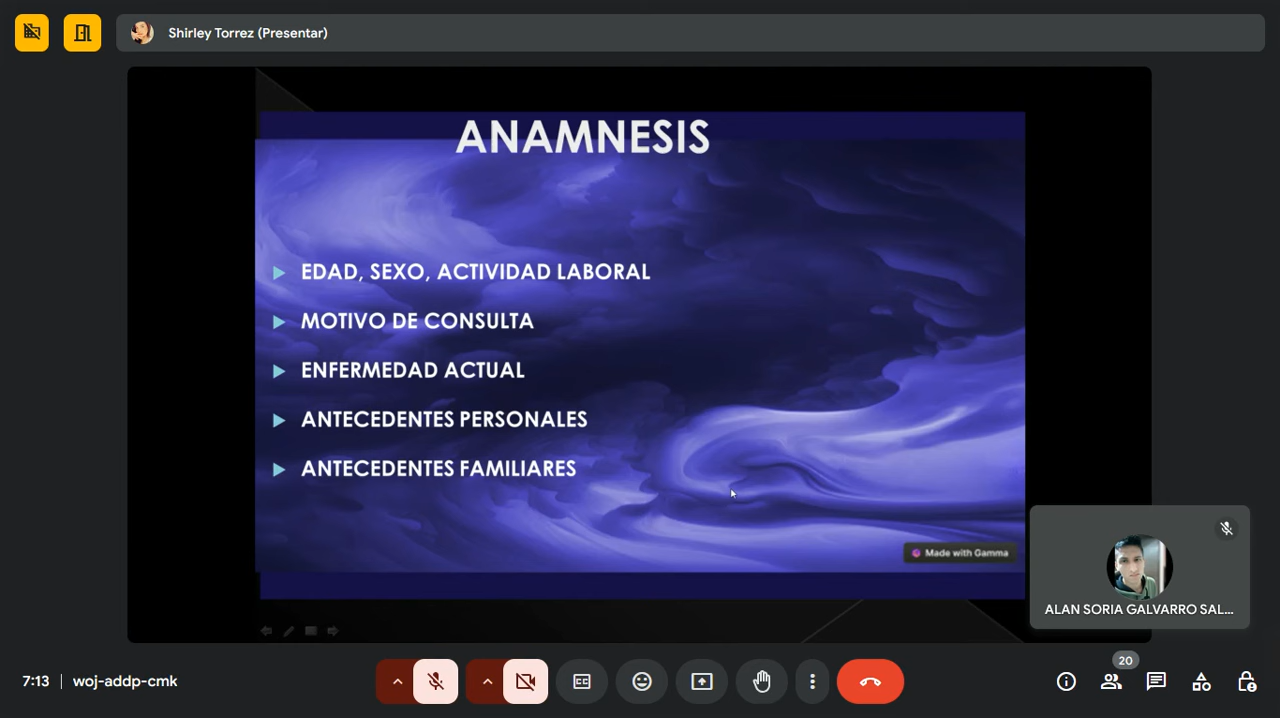 Shirley Torrez (Presentar)
ANAMNESIS
EDAD, SEXO, ACTIVIDAD LABORAL
MOTIVO DE CONSULTA
ENFERMEDAD ACTUAL
ANTECEDENTES PERSONALES
ANTECEDENTES FAMILIARES
Made with Gamma
ALAN SORIA GALVARRO SAL...
7:13 | woj-addp-cmk
CC
20